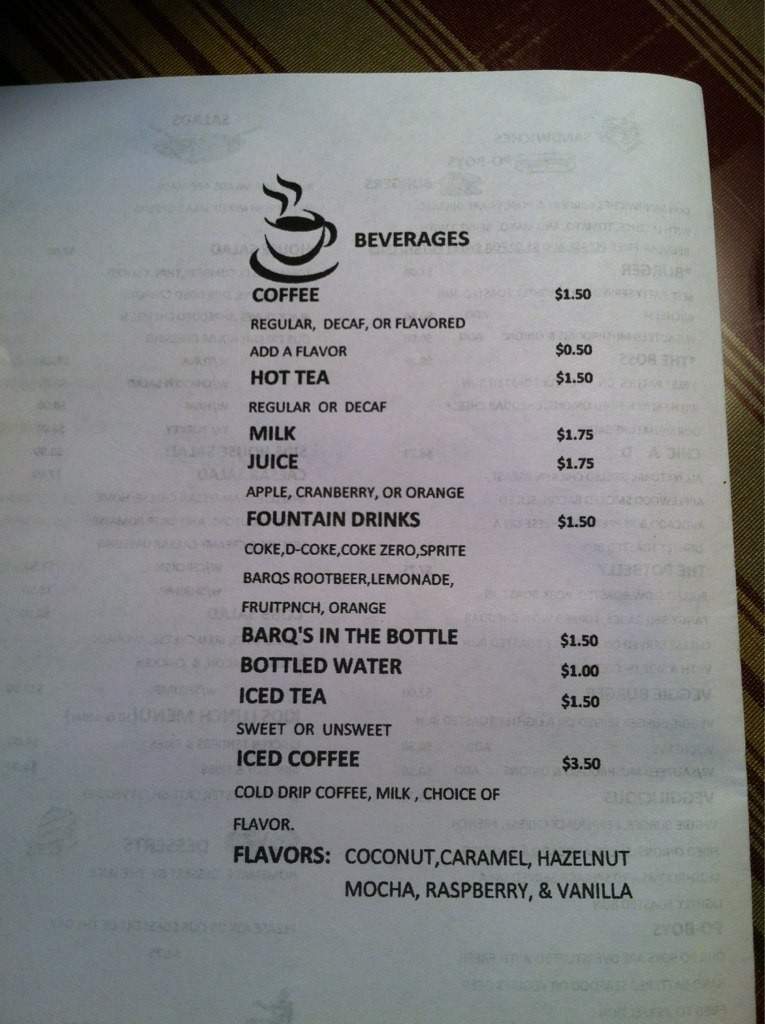 BEVERAGES
COFFEE $1.50
REGULAR, DECAF, OR FLAVORED
ADD A FLAVOR $0.50
HOT TEA $1.50
REGULAR OR DECAF
MILK $1.75
JUICE $1.75
APPLE, CRANBERRY, OR ORANGE
FOUNTAIN DRINKS $1.50
COKE,D-COKE,COKE ZERO,SPRITE
BARQS ROOTBEER,LEMONADE,
FRUITPNCH, ORANGE
BARQ'S IN THE BOTTLE $1.50
BOTTLED WATER $1.00
ICED TEA $1.50
SWEET OR UNSWEET
ICED COFFEE $3.50
COLD DRIP COFFEE, MILK , CHOICE OF
FLAVOR.
FLAVORS: COCONUT,CARAMEL, HAZELNUT
MOCHA, RASPBERRY, & VANILLA